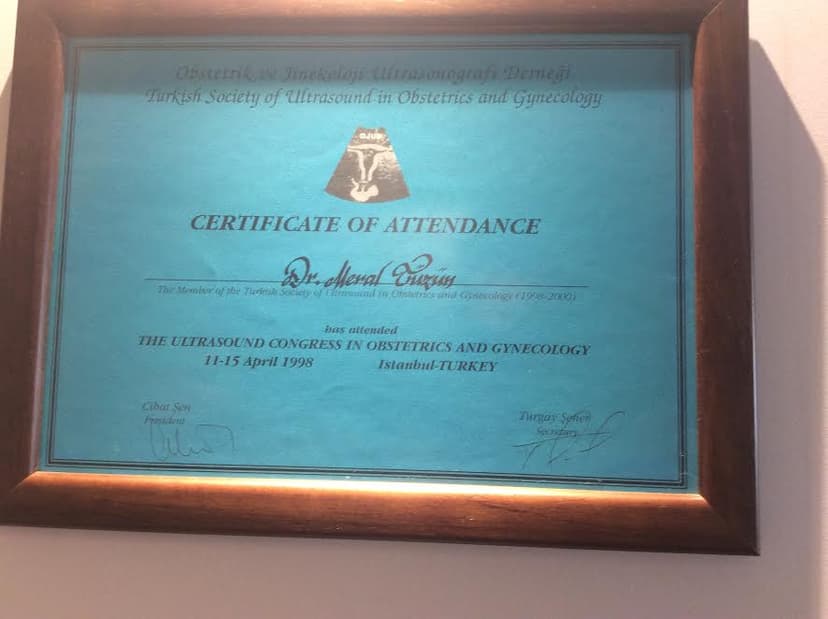 Obstetrik ve Jinekoloji Ultrasonografi Derneği
Turkish Society of Ultrasound in Obstetrics and Gynecology
OJUD
CERTIFICATE OF ATTENDANCE
Dr. Meral Üzün
The Member of the Turkish Society of Ultrasound in Obstetrics and Gynecology (1998-2000)
has attended
THE ULTRASOUND CONGRESS IN OBSTETRICS AND GYNECOLOGY
11-15 April 1998 Istanbul-TURKEY
Cihat Şen Turgay Şener
President Secretary